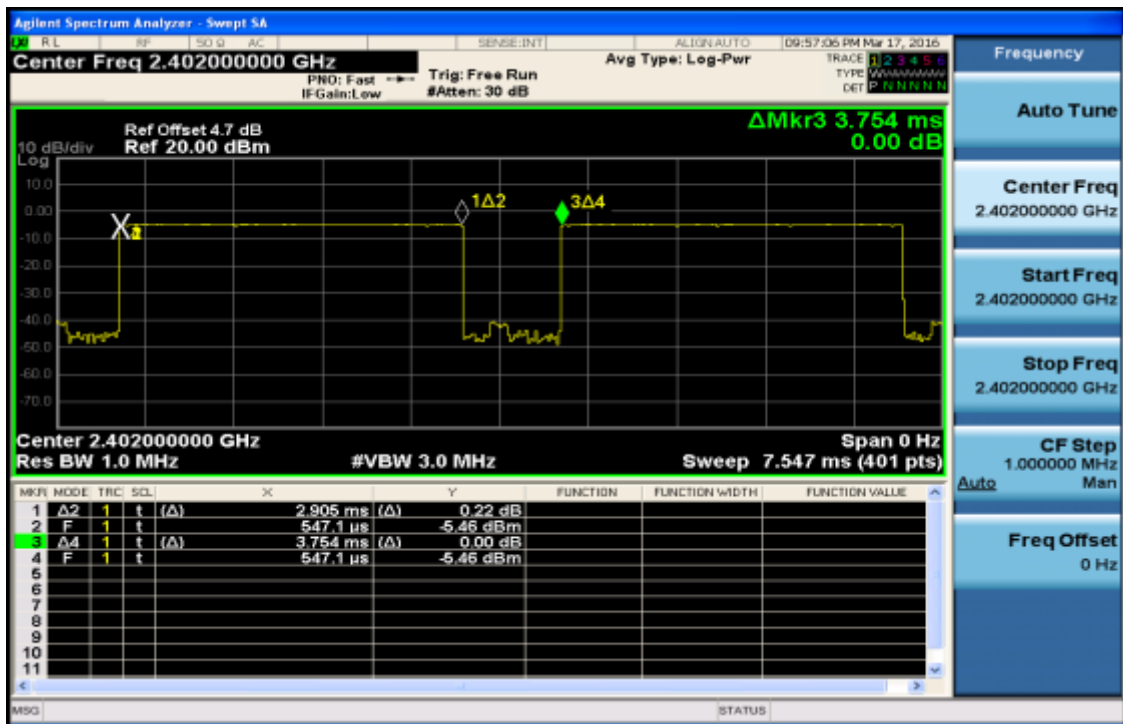 Agilent Spectrum Analyzer - Swept SA
RL RF 50 Ω AC SENSE:INT ALIGN AUTO 09:57:06 PM Mar 17, 2016
Center Freq 2.402000000 GHz
PNO: Fast
IFGain:Low
Trig: Free Run
#Atten: 30 dB
Avg Type: Log-Pwr
TRACE 1 2 3 4 5 6
TYPE
DET P N N N N N
ΔMkr3 3.754 ms
0.00 dB
Ref Offset 4.7 dB
10 dB/div Ref 20.00 dBm
Log
10.0
0.00
-10.0
-20.0
-30.0
-40.0
-50.0
-60.0
-70.0
1Δ2
3Δ4
Center 2.402000000 GHz Span 0 Hz
Res BW 1.0 MHz #VBW 3.0 MHz Sweep 7.547 ms (401 pts)
MKR MODE TRC SCL X Y FUNCTION FUNCTION WIDTH FUNCTION VALUE
1 Δ2 1 t (Δ) 2.905 ms (Δ) 0.22 dB
2 F 1 t 547.1 µs -5.46 dBm
3 Δ4 1 t (Δ) 3.754 ms (Δ) 0.00 dB
4 F 1 t 547.1 µs -5.46 dBm
5
6
7
8
9
10
11
MSG STATUS
Frequency
Auto Tune
Center Freq
2.402000000 GHz
Start Freq
2.402000000 GHz
Stop Freq
2.402000000 GHz
CF Step
1.000000 MHz
Auto Man
Freq Offset
0 Hz